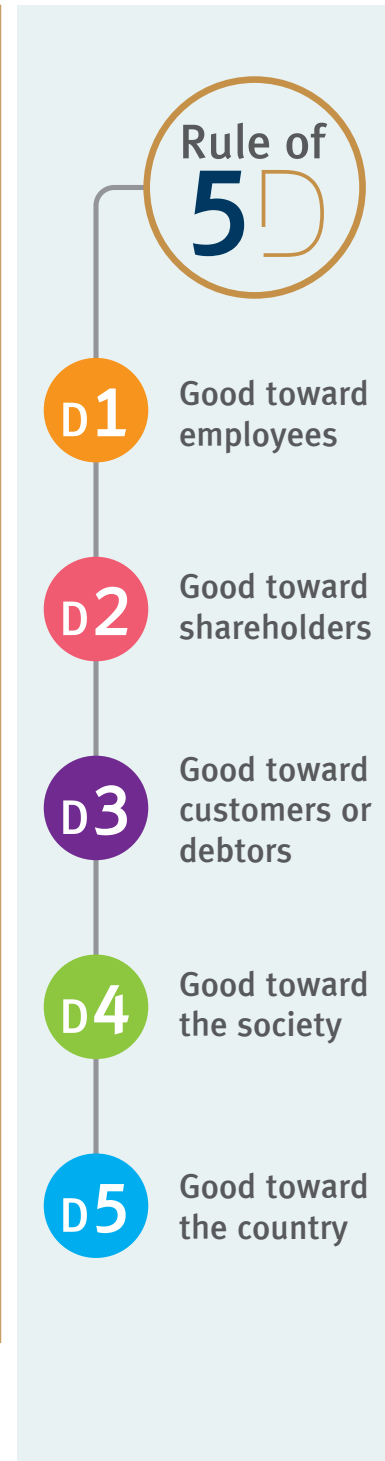 Rule of
5D
D1
Good toward
employees
D2
Good toward
shareholders
D3
Good toward
customers or
debtors
D4
Good toward
the society
D5
Good toward
the country